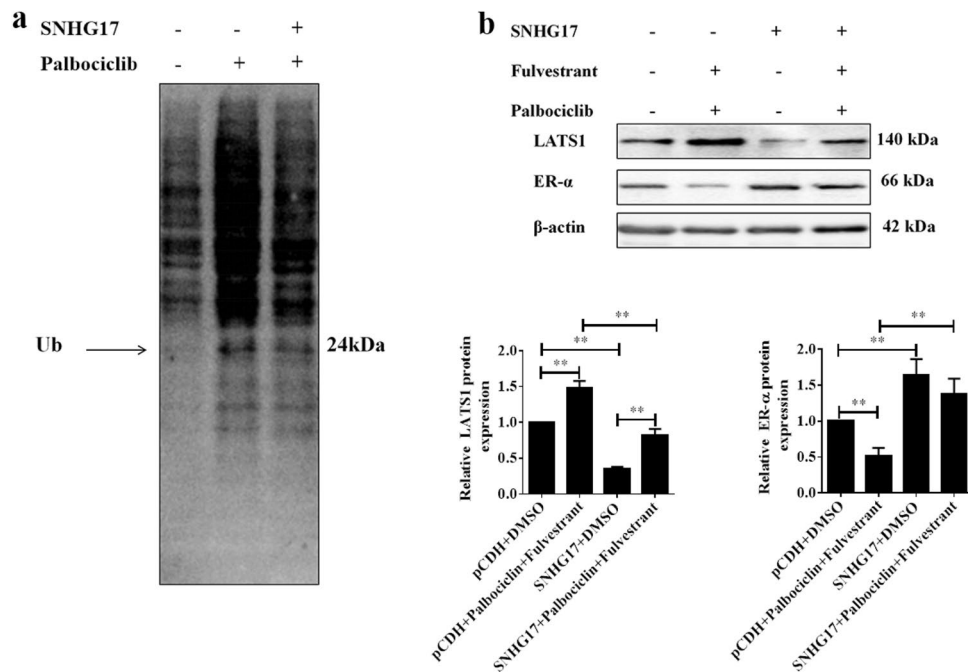 a
SNHG17 - - +
Palbociclib - + +
Ub
24kDa
b
SNHG17 - - + +
Fulvestrant - + - +
Palbociclib - + - +
LATS1 140 kDa
ER-α 66 kDa
β-actin 42 kDa
Relative LATS1 protein
expression
2.0
1.5
1.0
0.5
0.0
**
**
**
**
pCDH+DMSO
pCDH+Palbociclin+Fulvestrant
SNHG17+DMSO
SNHG17+Palbociclin+Fulvestrant
Relative ER-α protein
expression
2.0
1.5
1.0
0.5
0.0
**
**
**
pCDH+DMSO
pCDH+Palbociclin+Fulvestrant
SNHG17+DMSO
SNHG17+Palbociclin+Fulvestrant